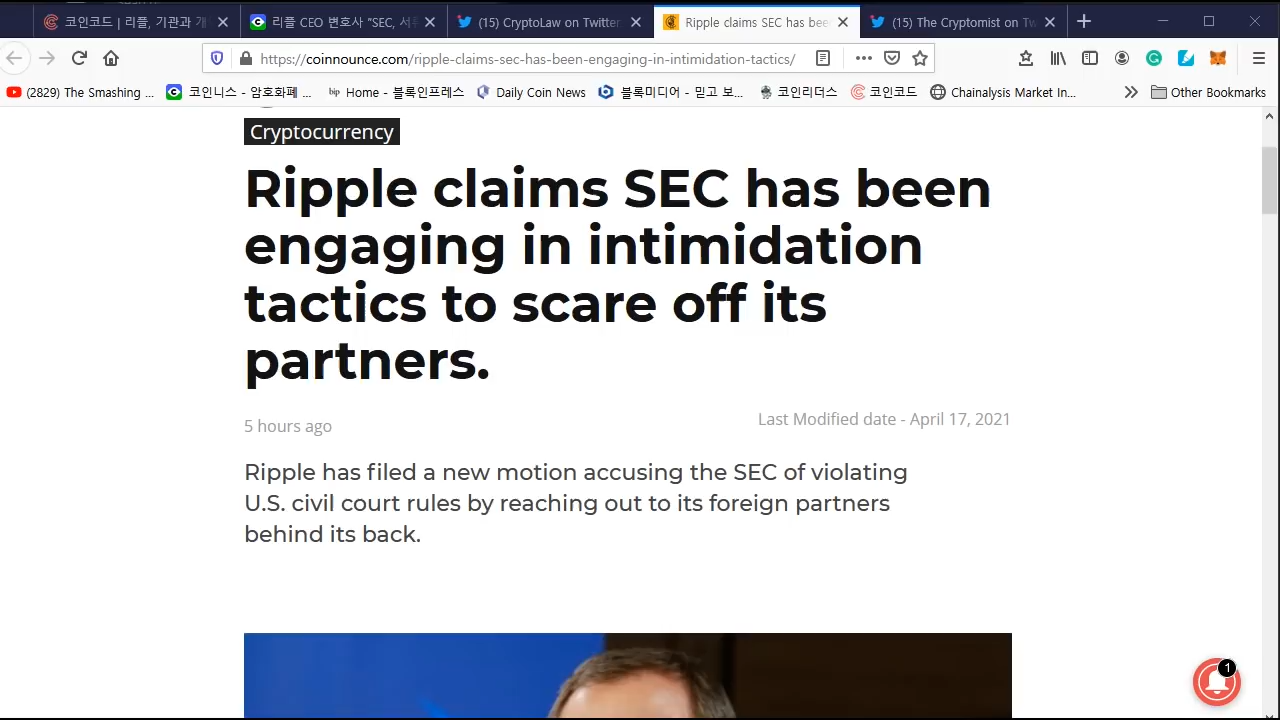 코인코드 | 리플, 기관과 개
리플 CEO 변호사 "SEC, 서
(15) CryptoLaw on Twitter
Ripple claims SEC has bee
(15) The Cryptomist on Tw
https://coinnounce.com/ripple-claims-sec-has-been-engaging-in-intimidation-tactics/
(2829) The Smashing ...
코인니스 - 암호화폐 ...
Home - 블록인프레스
Daily Coin News
블록미디어 - 믿고 보...
코인리더스
코인코드
Chainalysis Market In...
Other Bookmarks
Cryptocurrency
Ripple claims SEC has been
engaging in intimidation
tactics to scare off its
partners.
5 hours ago
Last Modified date - April 17, 2021
Ripple has filed a new motion accusing the SEC of violating
U.S. civil court rules by reaching out to its foreign partners
behind its back.
1